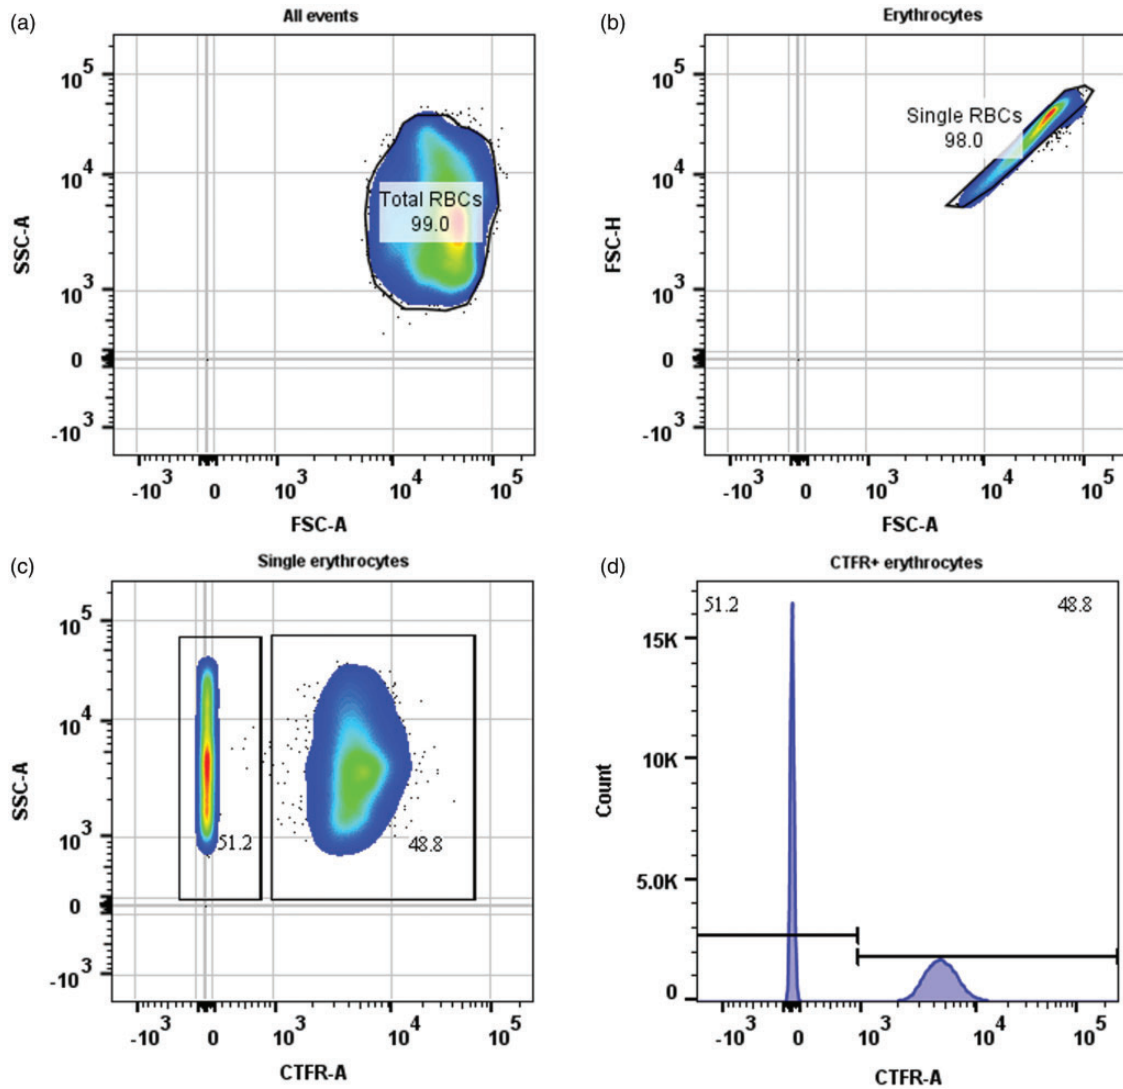 (a)
All events
10^5
10^4
10^3
0
-10^3
SSC-A
Total RBCs
99.0
-10^3 0 10^3 10^4 10^5
FSC-A
(b)
Erythrocytes
10^5
10^4
10^3
0
-10^3
FSC-H
Single RBCs
98.0
-10^3 0 10^3 10^4 10^5
FSC-A
(c)
Single erythrocytes
10^5
10^4
10^3
0
-10^3
SSC-A
51.2 48.8
-10^3 0 10^3 10^4 10^5
CTFR-A
(d)
CTFR+ erythrocytes
51.2 48.8
15K
10K
5.0K
0
Count
-10^3 0 10^3 10^4 10^5
CTFR-A